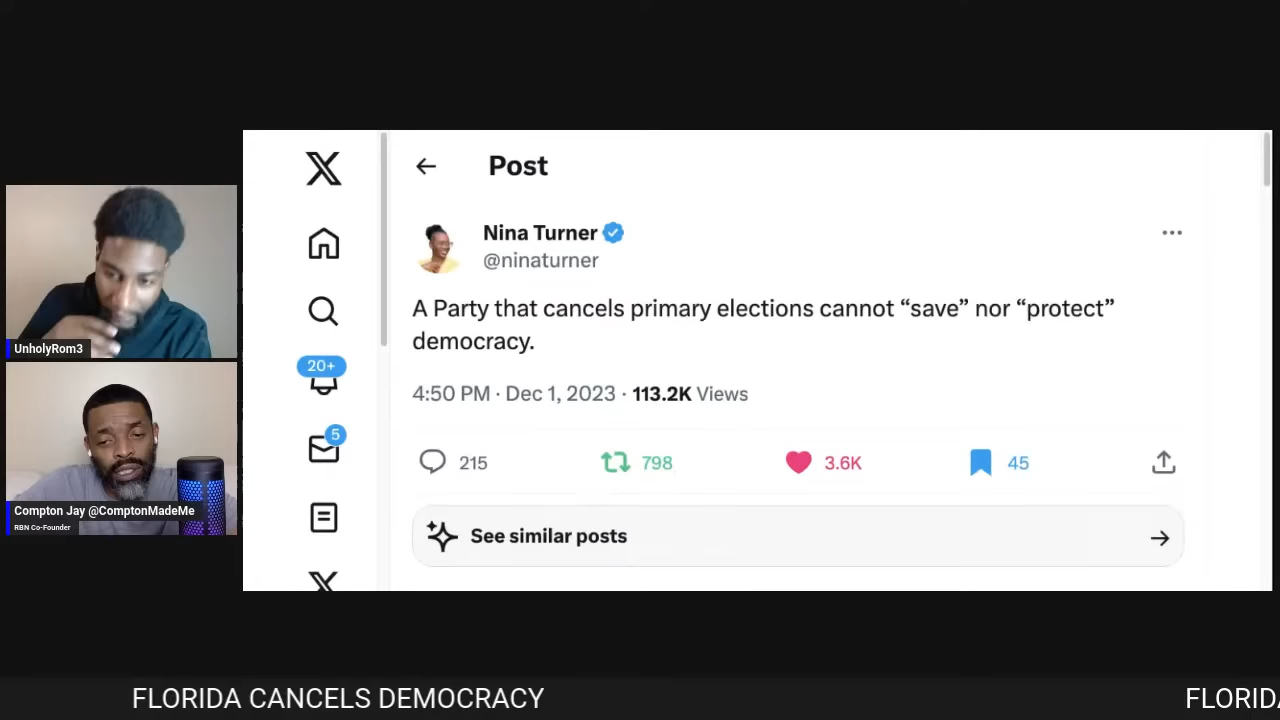 Post
Nina Turner
@ninaturner
A Party that cancels primary elections cannot “save” nor “protect”
democracy.
4:50 PM · Dec 1, 2023 · 113.2K Views
20+
5
215
798
3.6K
45
See similar posts
UnholyRom3
Compton Jay @ComptonMadeMe
RBN Co-Founder
FLORIDA CANCELS DEMOCRACY
FLORIDA